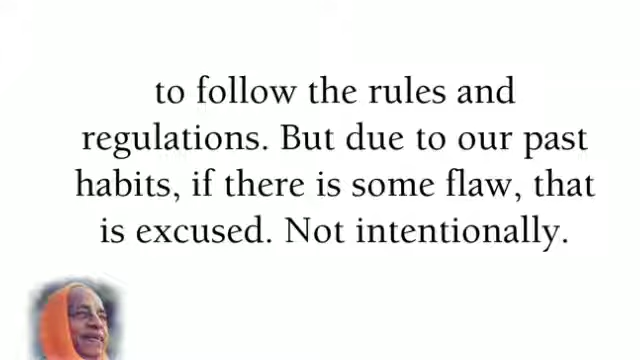 to follow the rules and
regulations. But due to our past
habits, if there is some flaw, that
is excused. Not intentionally.